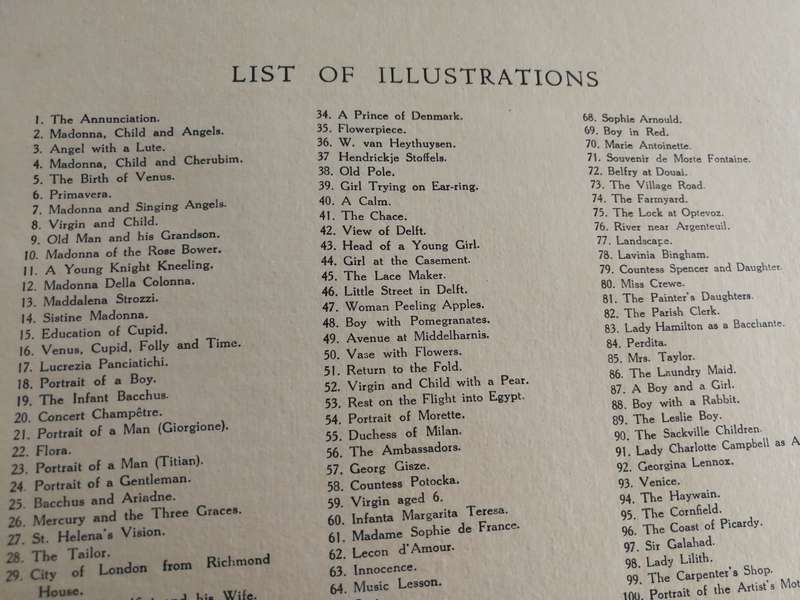 LIST OF ILLUSTRATIONS
1. The Annunciation.
2. Madonna, Child and Angels.
3. Angel with a Lute.
4. Madonna, Child and Cherubim.
5. The Birth of Venus.
6. Primavera.
7. Madonna and Singing Angels.
8. Virgin and Child.
9. Old Man and his Grandson.
10. Madonna of the Rose Bower.
11. A Young Knight Kneeling.
12. Madonna Della Colonna.
13. Maddalena Strozzi.
14. Sistine Madonna.
15. Education of Cupid.
16. Venus, Cupid, Folly and Time.
17. Lucrezia Panciatichi.
18. Portrait of a Boy.
19. The Infant Bacchus.
20. Concert Champêtre.
21. Portrait of a Man (Giorgione).
22. Flora.
23. Portrait of a Man (Titian).
24. Portrait of a Gentleman.
25. Bacchus and Ariadne.
26. Mercury and the Three Graces.
27. St. Helena's Vision.
28. The Tailor.
29. City of London from Richmond
House.
and his Wife.
34. A Prince of Denmark.
35. Flowerpiece.
36. W. van Heythuysen.
37 Hendrickje Stoffels.
38. Old Pole.
39. Girl Trying on Ear-ring.
40. A Calm.
41. The Chace.
42. View of Delft.
43. Head of a Young Girl.
44. Girl at the Casement.
45. The Lace Maker.
46. Little Street in Delft.
47. Woman Peeling Apples.
48. Boy with Pomegranates.
49. Avenue at Middelharnis.
50. Vase with Flowers.
51. Return to the Fold.
52. Virgin and Child with a Pear.
53. Rest on the Flight into Egypt.
54. Portrait of Morette.
55. Duchess of Milan.
56. The Ambassadors.
57. Georg Gisze.
58. Countess Potocka.
59. Virgin aged 6.
60. Infanta Margarita Teresa.
61. Madame Sophie de France.
62. Lecon d'Amour.
63. Innocence.
64. Music Lesson.
68. Sophie Arnould.
69. Boy in Red.
70. Marie Antoinette.
71. Souvenir de Morte Fontaine.
72. Belfry at Douai.
73. The Village Road.
74. The Farmyard.
75. The Lock at Optevoz.
76. River near Argenteuil.
77. Landscape.
78. Lavinia Bingham.
79. Countess Spencer and Daughter.
80. Miss Crewe.
81. The Painter's Daughters.
82. The Parish Clerk.
83. Lady Hamilton as a Bacchante.
84. Perdita.
85. Mrs. Taylor.
86. The Laundry Maid.
87. A Boy and a Girl.
88. Boy with a Rabbit.
89. The Leslie Boy.
90. The Sackville Children.
91. Lady Charlotte Campbell as A
92. Georgina Lennox.
93. Venice.
94. The Haywain.
95. The Cornfield.
96. The Coast of Picardy.
97. Sir Galahad.
98. Lady Lilith.
99. The Carpenter's Shop.
100. Portrait of the Artist's Mot